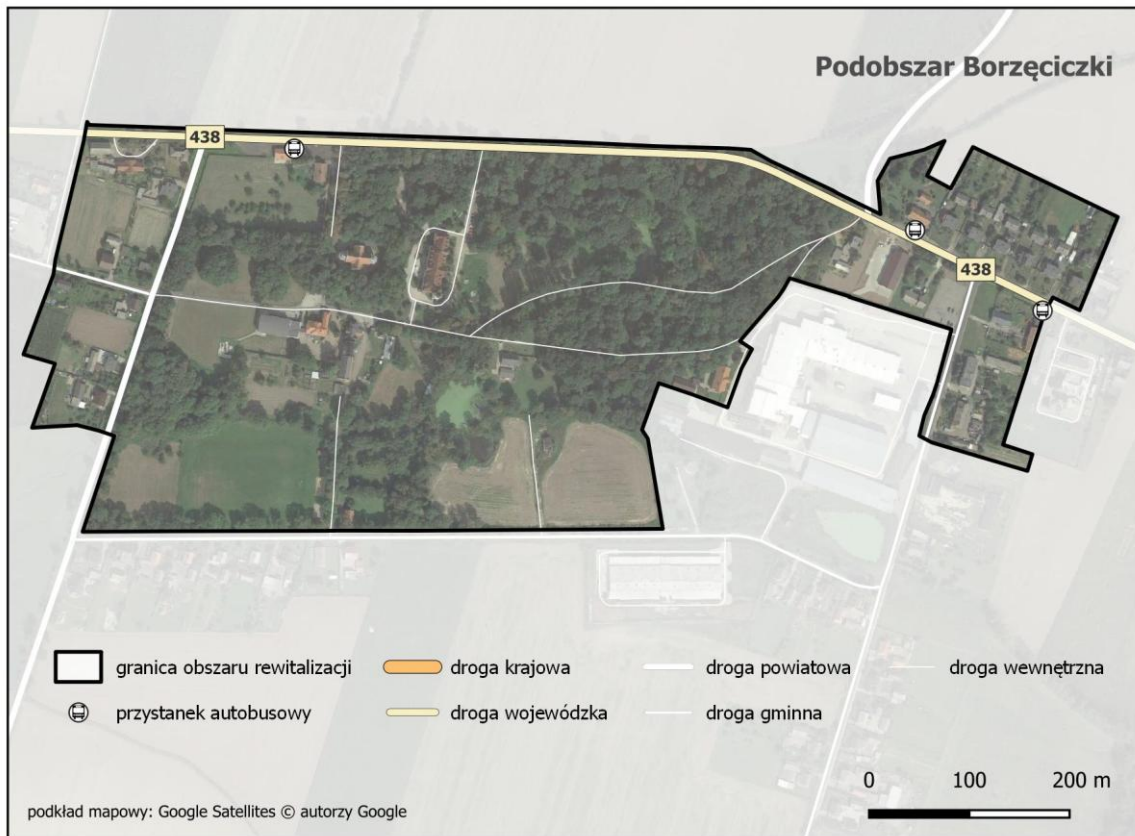 Podobszar Borzęciczki
438
438
granica obszaru rewitalizacji droga krajowa droga powiatowa droga wewnętrzna
przystanek autobusowy droga wojewódzka droga gminna
0 100 200 m
podkład mapowy: Google Satellites © autorzy Google